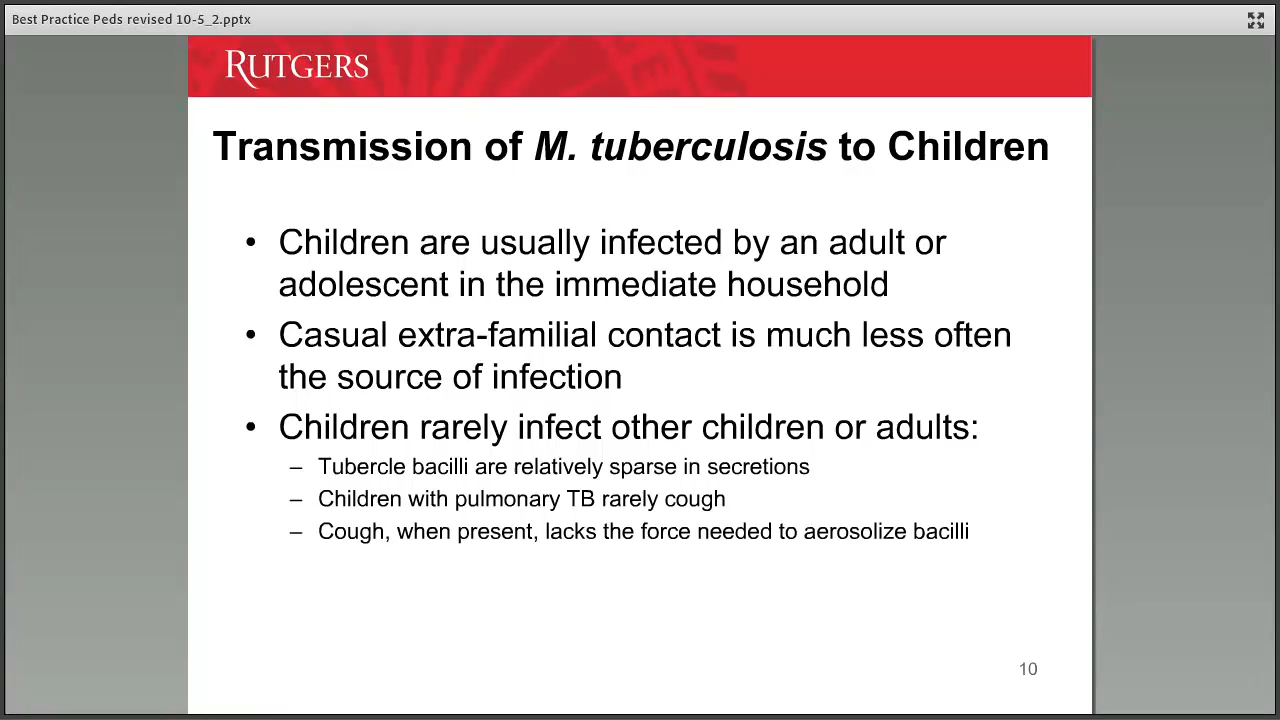 Best Practice Peds revised 10-5_2.pptx
RUTGERS
Transmission of M. tuberculosis to Children
• Children are usually infected by an adult or
adolescent in the immediate household
• Casual extra-familial contact is much less often
the source of infection
• Children rarely infect other children or adults:
– Tubercle bacilli are relatively sparse in secretions
– Children with pulmonary TB rarely cough
– Cough, when present, lacks the force needed to aerosolize bacilli
10